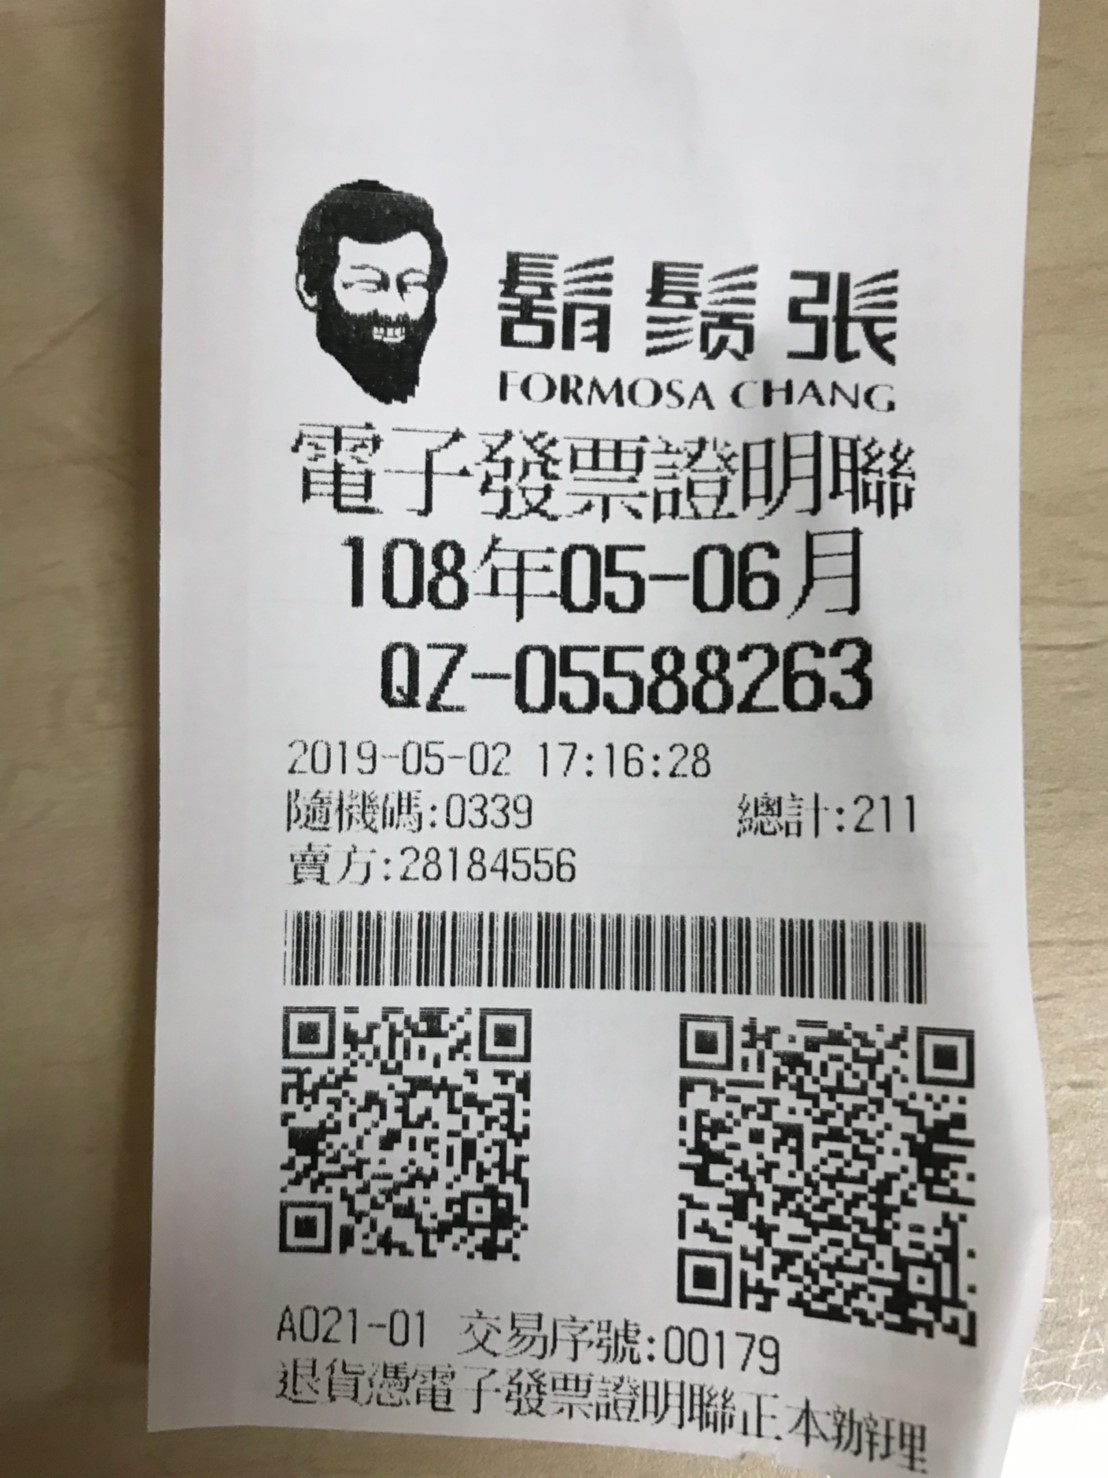 鬍鬚張
FORMOSA CHANG
電子發票證明聯
108年05-06月
QZ-05588263
2019-05-02 17:16:28
隨機碼:0339 總計:211
賣方:28184556
A021-01 交易序號:00179
退貨憑電子發票證明聯正本辦理